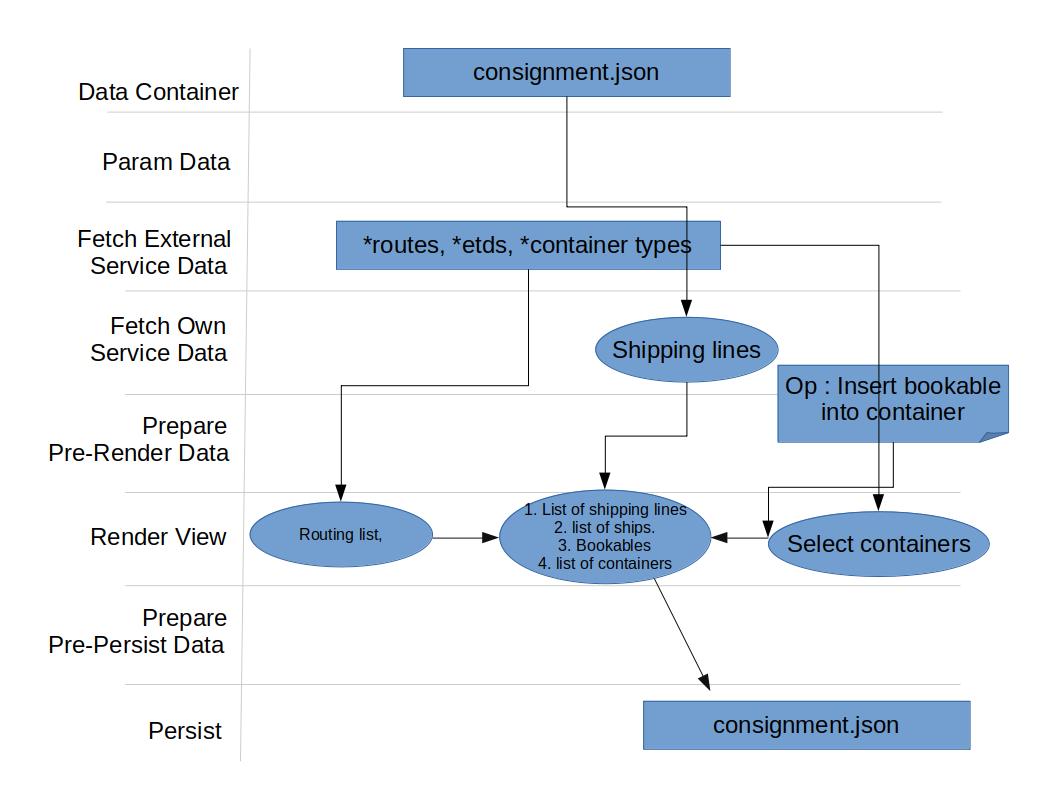 consignment.json
Data Container
Param Data
Fetch External
Service Data
*routes, *etds, *container types
Fetch Own
Service Data
Shipping lines
Op : Insert bookable
into container
Prepare
Pre-Render Data
Render View
Routing list,
1. List of shipping lines
2. list of ships.
3. Bookables
4. list of containers
Select containers
Prepare
Pre-Persist Data
Persist
consignment.json